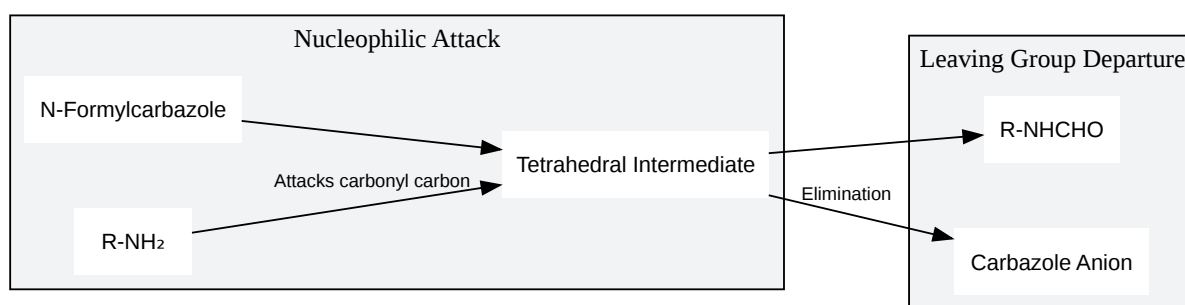 Nucleophilic Attack
Leaving Group Departure
N-Formylcarbazole
R-NHCHO
Tetrahedral Intermediate
Attacks carbonyl carbon
Elimination
R-NH₂
Carbazole Anion